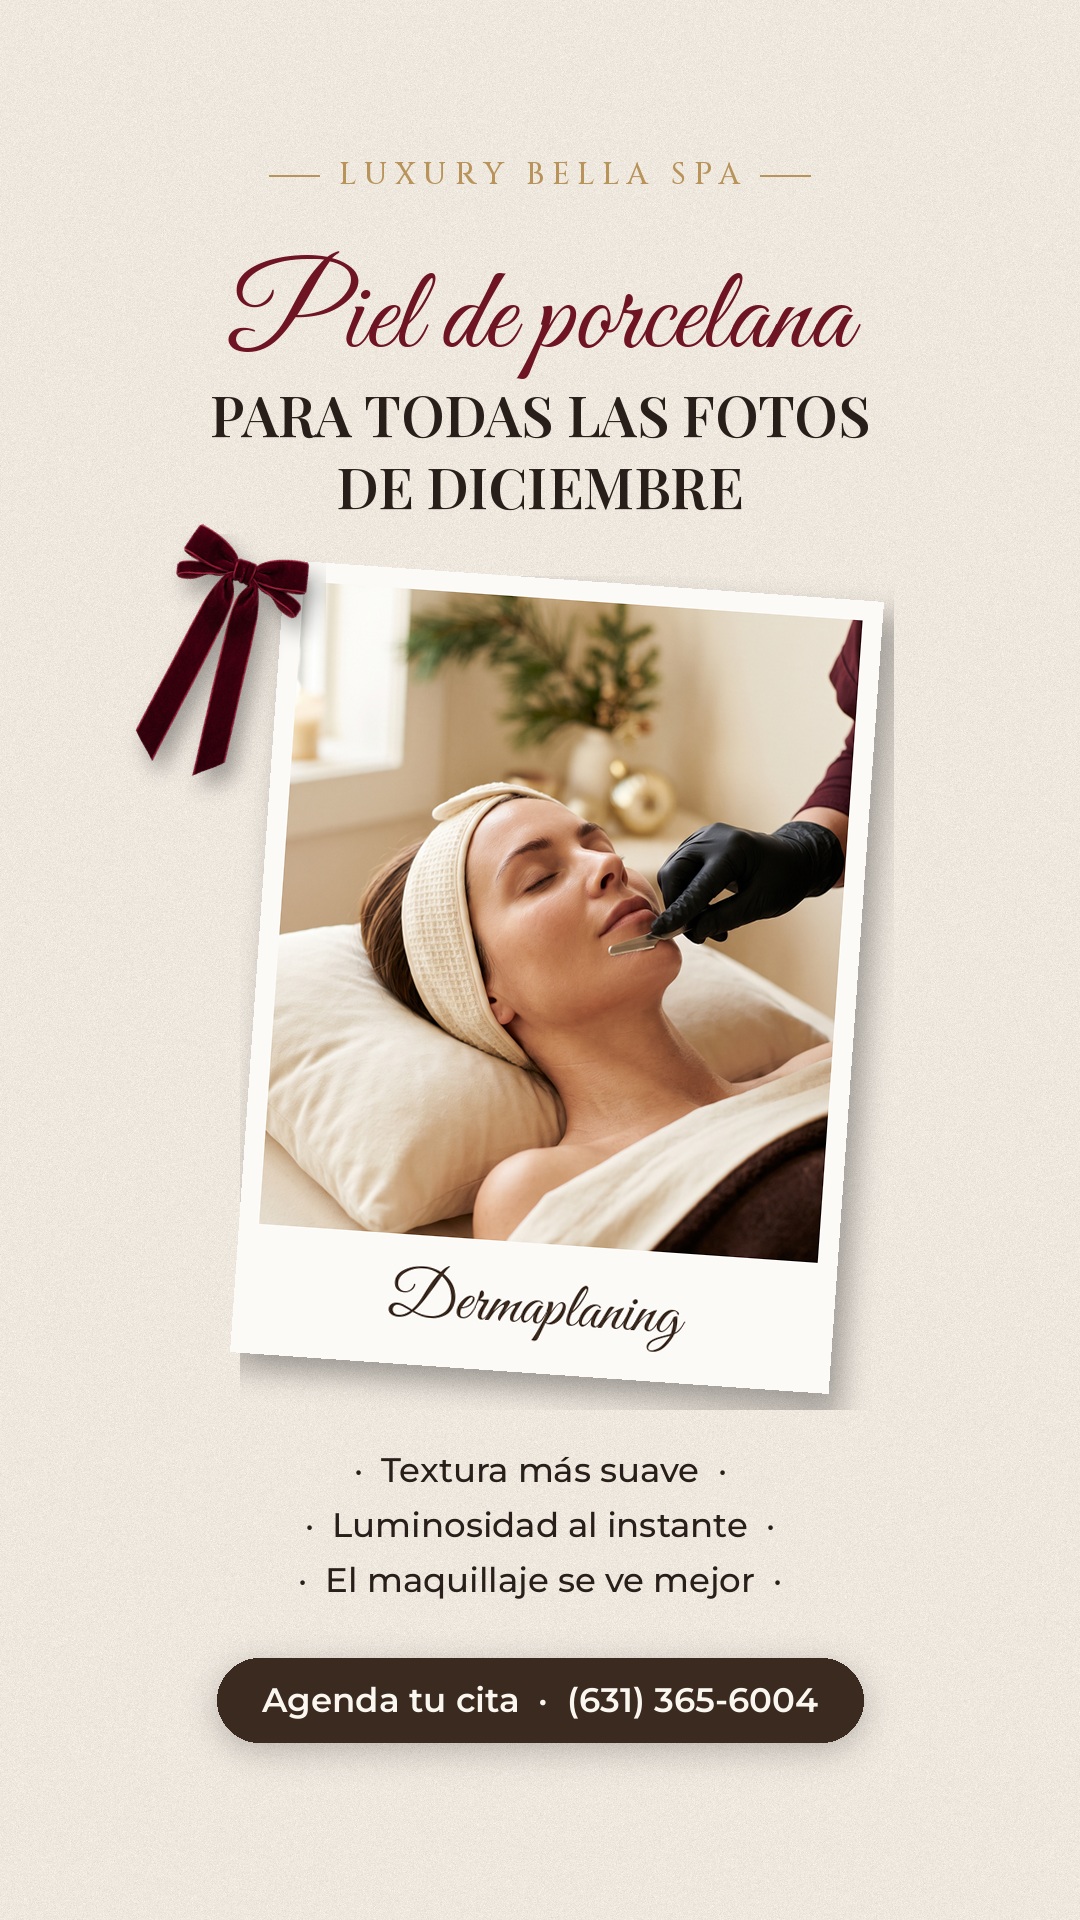 LUXURY BELLA SPA
Piel de porcelana
PARA TODAS LAS FOTOS
DE DICIEMBRE
Dermaplaning
· Textura más suave ·
· Luminosidad al instante ·
· El maquillaje se ve mejor ·
Agenda tu cita · (631) 365-6004